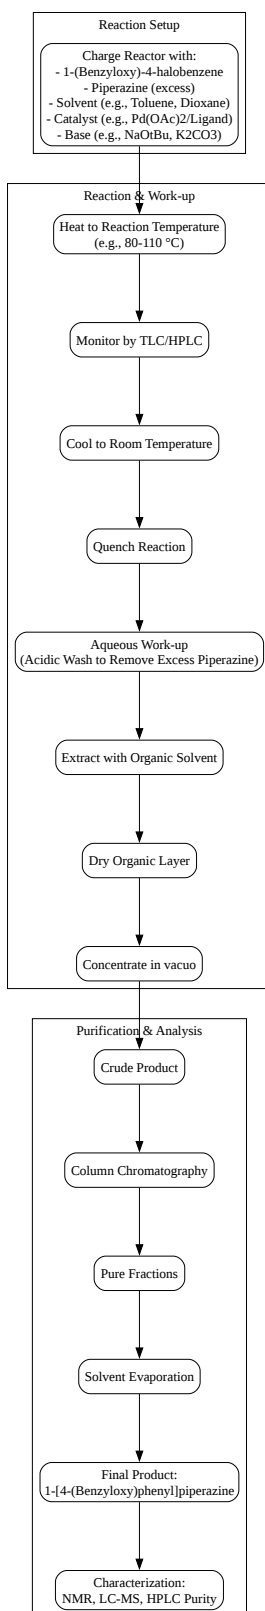 Reaction Setup
Charge Reactor with:
- 1-(Benzyloxy)-4-halobenzene
- Piperazine (excess)
- Solvent (e.g., Toluene, Dioxane)
- Catalyst (e.g., Pd(OAc)2/Ligand)
- Base (e.g., NaOtBu, K2CO3)
Reaction & Work-up
Heat to Reaction Temperature
(e.g., 80-110 °C)
Monitor by TLC/HPLC
Cool to Room Temperature
Quench Reaction
Aqueous Work-up
(Acidic Wash to Remove Excess Piperazine)
Extract with Organic Solvent
Dry Organic Layer
Concentrate in vacuo
Purification & Analysis
Crude Product
Column Chromatography
Pure Fractions
Solvent Evaporation
Final Product:
1-[4-(Benzyloxy)phenyl]piperazine
Characterization:
NMR, LC-MS, HPLC Purity